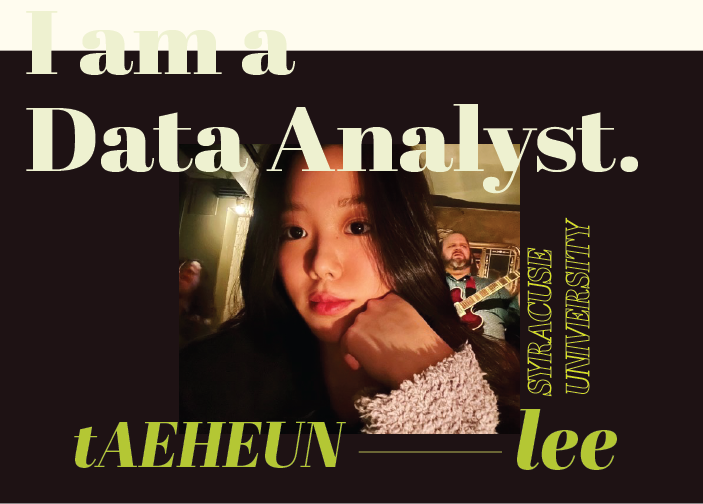 I am a
Data Analyst.
SYRACUSE
UNIVERSITY
tAEHEUN
lee